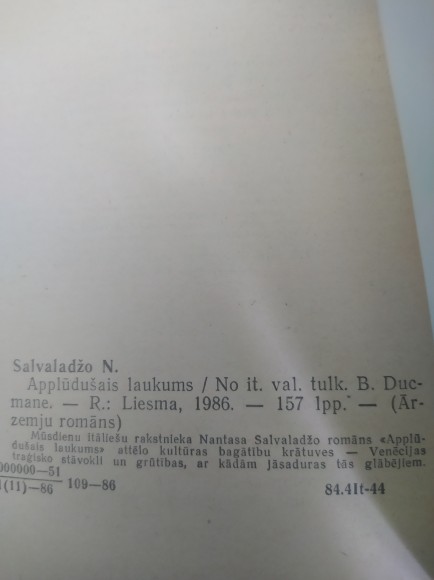 Salvaladžo N.
Applūdušais laukums / No it. val. tulk. B. Duc-
mane. — R.: Liesma, 1986. — 157 lpp. — (Ār-
zemju romāns)
Mūsdienu itāliešu rakstnieka Nantasa Salvaladžo romāns «Applū-
dušais laukums» attēlo kultūras bagātību krātuves — Venēcijas
traģisko stāvokli un grūtības, ar kādām jāsaduras tās glābējiem.
000000—51
1(11)—86 109—86 84.4It-44